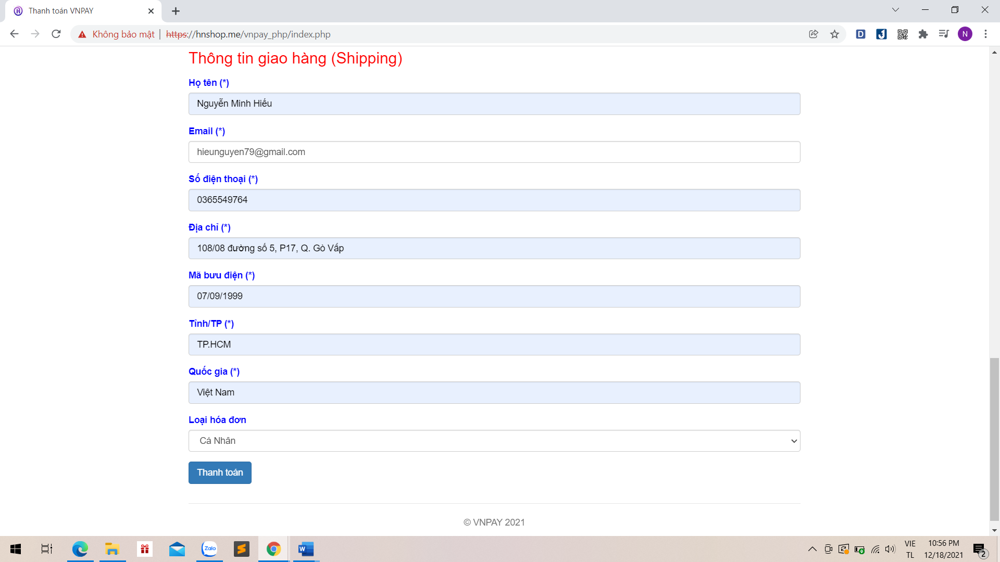 Thanh toán VNPAY
Không bảo mật | https://hnshop.me/vnpay_php/index.php
D
N
Thông tin giao hàng (Shipping)
Họ tên (*)
Nguyễn Minh Hiếu
Email (*)
hieunguyen79@gmail.com
Số điện thoại (*)
0365549764
Địa chỉ (*)
108/08 đường số 5, P17, Q. Gò Vấp
Mã bưu điện (*)
07/09/1999
Tỉnh/TP (*)
TP.HCM
Quốc gia (*)
Việt Nam
Loại hóa đơn
Cá Nhân
Thanh toán
© VNPAY 2021
Zalo
W
VIE
TL
10:56 PM
12/18/2021
2